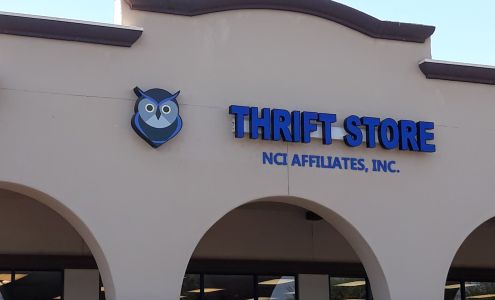 THRIFT STORE
NCI AFFILIATES, INC.